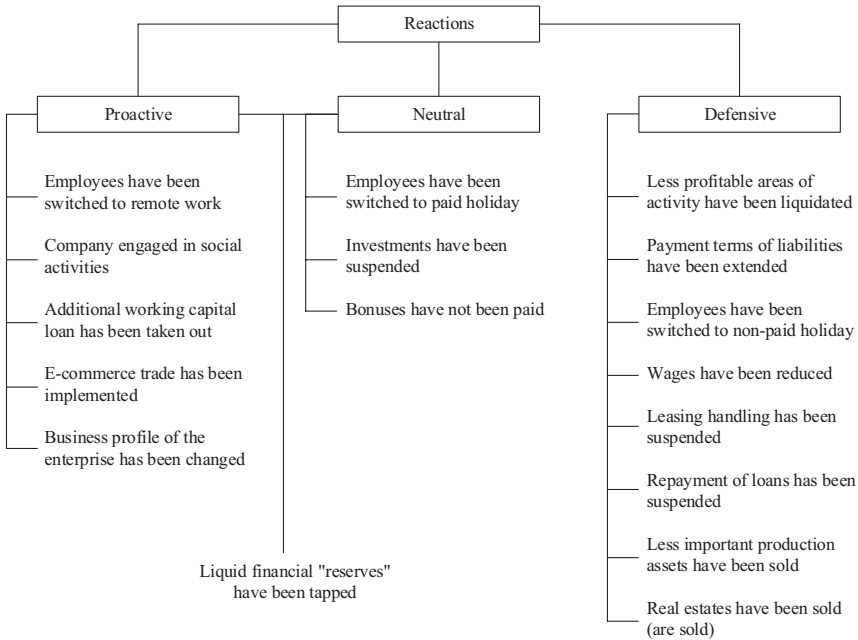 Reactions
Proactive
Neutral
Defensive
Employees have been
switched to remote work
Company engaged in social
activities
Additional working capital
loan has been taken out
E-commerce trade has been
implemented
Business profile of the
enterprise has been changed
Liquid financial "reserves"
have been tapped
Employees have been
switched to paid holiday
Investments have been
suspended
Bonuses have not been paid
Less profitable areas of
activity have been liquidated
Payment terms of liabilities
have been extended
Employees have been
switched to non-paid holiday
Wages have been reduced
Leasing handling has been
suspended
Repayment of loans has been
suspended
Less important production
assets have been sold
Real estates have been sold
(are sold)